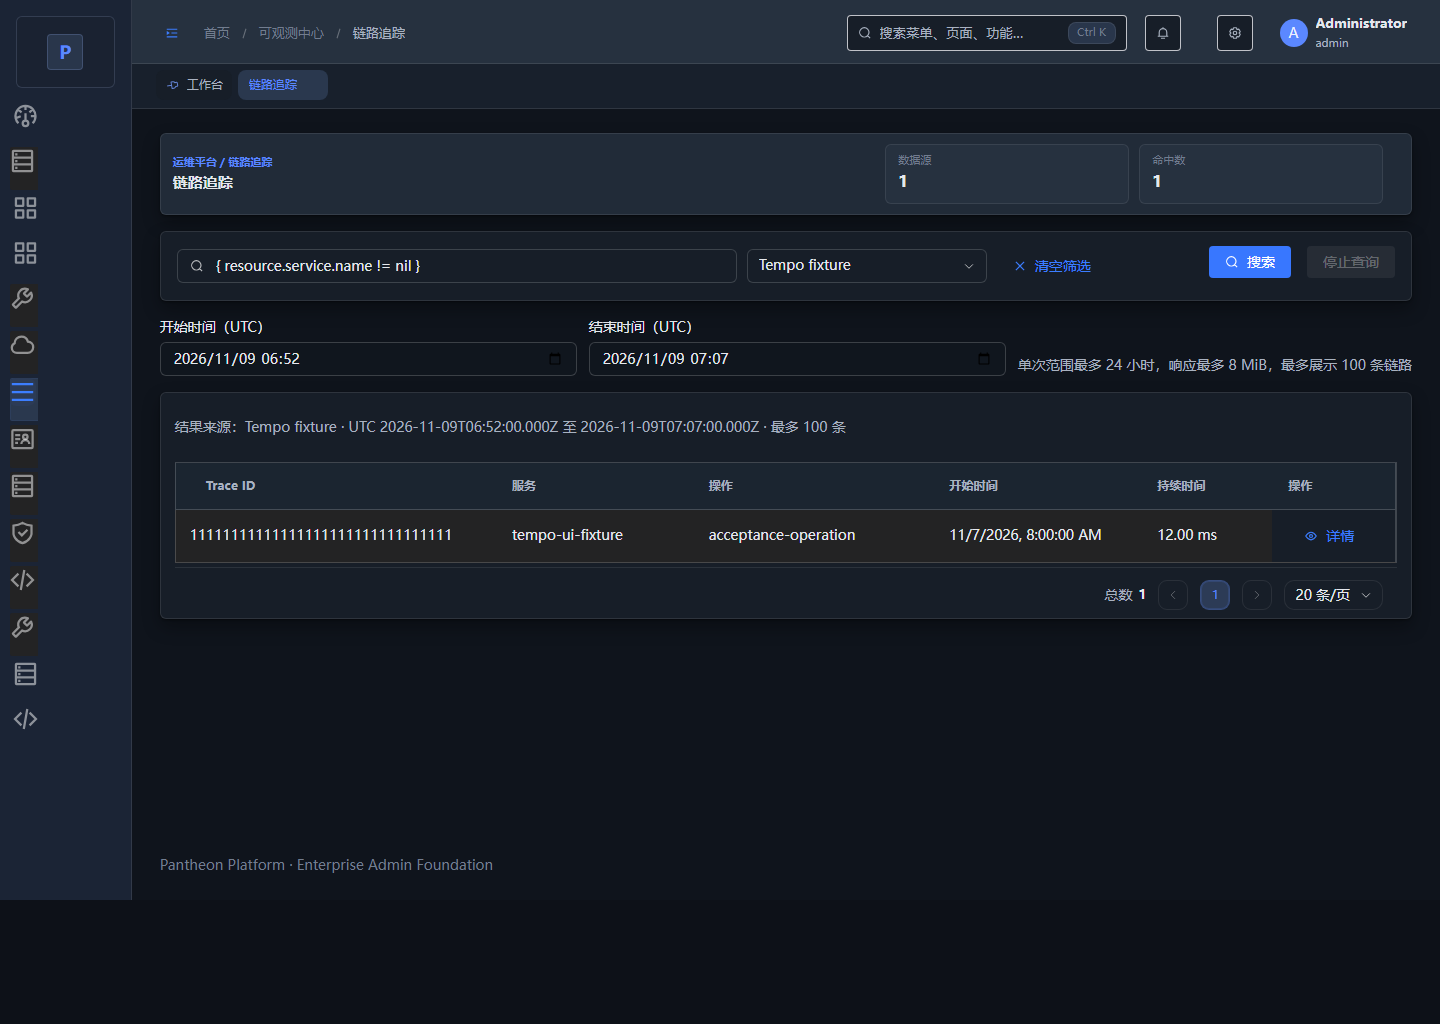 P
首页 / 可观测中心 / 链路追踪
搜索菜单、页面、功能... Ctrl K
A
Administrator
admin
工作台
链路追踪
运维平台 / 链路追踪
链路追踪
数据源
1
命中数
1
{ resource.service.name != nil }
Tempo fixture
清空筛选
搜索
停止查询
开始时间（UTC）
结束时间（UTC）
2026/11/09 06:52
2026/11/09 07:07
单次范围最多 24 小时，响应最多 8 MiB，最多展示 100 条链路
结果来源：Tempo fixture · UTC 2026-11-09T06:52:00.000Z 至 2026-11-09T07:07:00.000Z · 最多 100 条
Trace ID 服务 操作 开始时间 持续时间 操作
11111111111111111111111111111111 tempo-ui-fixture acceptance-operation 11/7/2026, 8:00:00 AM 12.00 ms 详情
总数 1 1 20 条/页
Pantheon Platform · Enterprise Admin Foundation